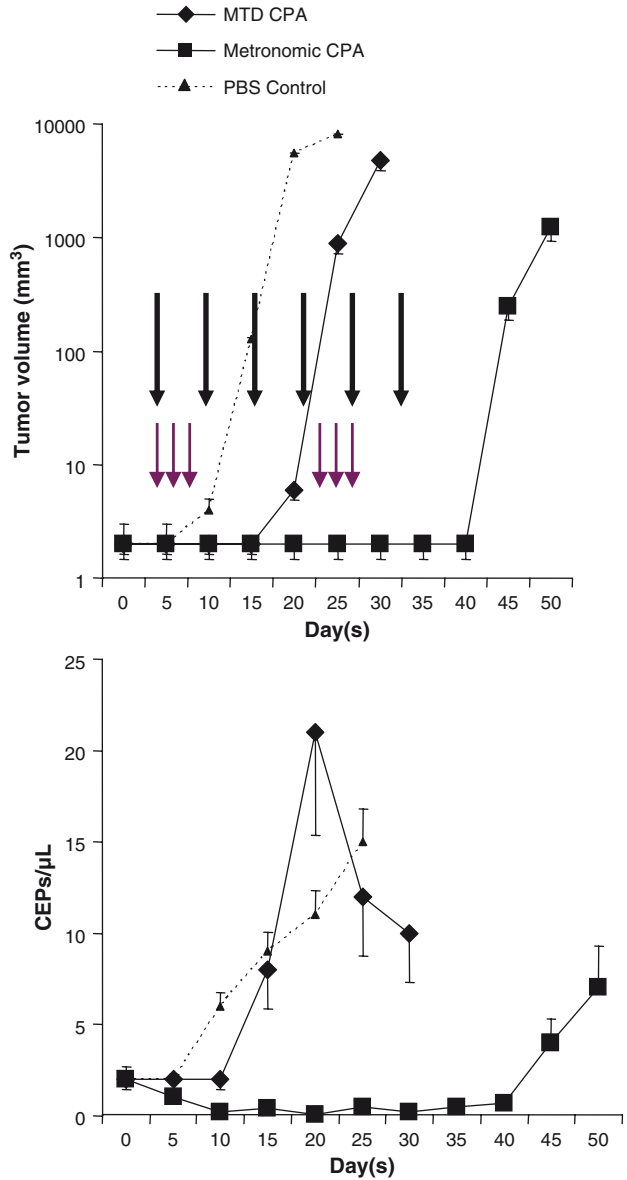 MTD CPA
Metronomic CPA
PBS Control
10000
1000
100
10
1
Tumor volume (mm³)
0 5 10 15 20 25 30 35 40 45 50
Day(s)
25
20
15
10
5
0
CEPs/µL
0 5 10 15 20 25 30 35 40 45 50
Day(s)